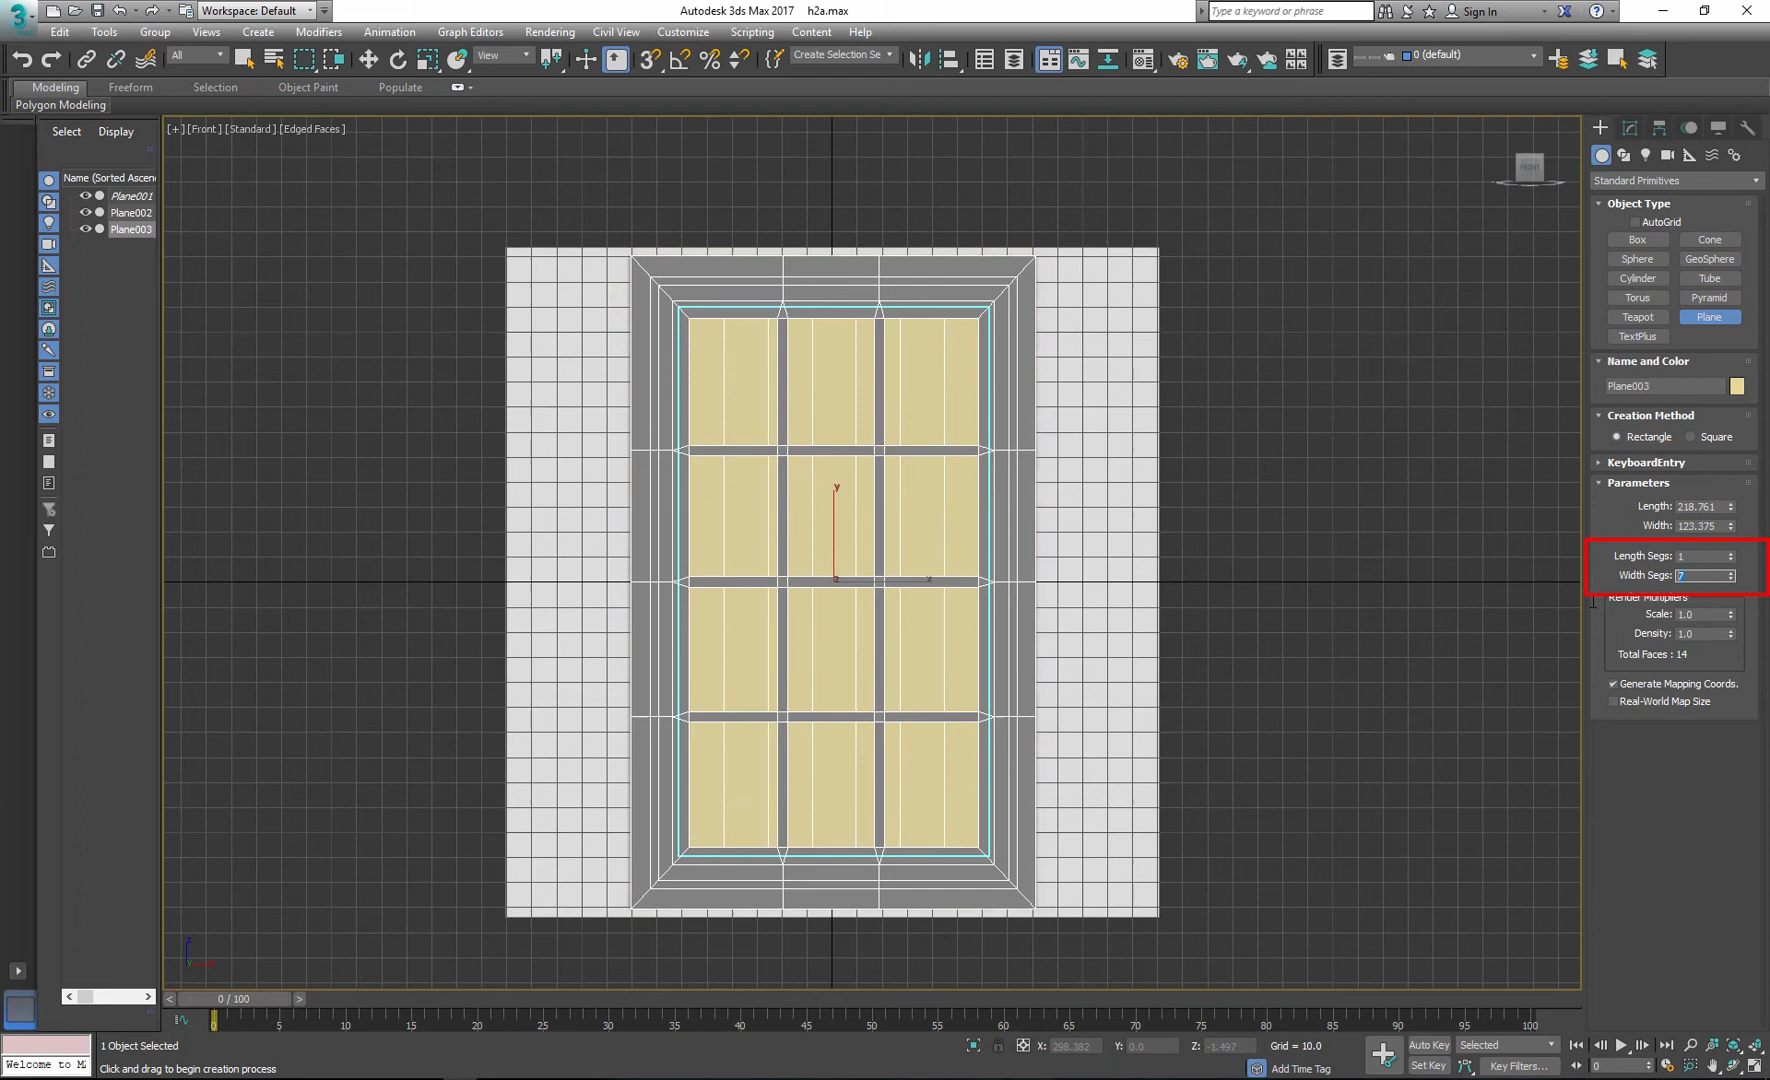 Workspace: Default
Autodesk 3ds Max 2017 h2a.max
Type a keyword or phrase
Sign In
Edit Tools Group Views Create Modifiers Animation Graph Editors Rendering Civil View Customize Scripting Content Help
All
View
Create Selection Se
0 (default)
Modeling Freeform Selection Object Paint Populate
Polygon Modeling
Select Display
Name (Sorted Ascen
Plane001
Plane002
Plane003
[+] [Front ] [Standard ] [Edged Faces ]
FRONT
y
z
x
z
Standard Primitives
Object Type
AutoGrid
Box Cone
Sphere GeoSphere
Cylinder Tube
Torus Pyramid
Teapot Plane
TextPlus
Name and Color
Plane003
Creation Method
Rectangle Square
KeyboardEntry
Parameters
Length: 218.761
Width: 123.375
Length Segs: 1
Width Segs: 7
Render Multipliers
Scale: 1.0
Density: 1.0
Total Faces : 14
Generate Mapping Coords.
Real-World Map Size
0 / 100
0 5 10 15 20 25 30 35 40 45 50 55 60 65 70 75 80 85 90 95 100
Welcome to M
1 Object Selected
Click and drag to begin creation process
X: 298.382 Y: 0.0 Z: -1.497 Grid = 10.0
Add Time Tag
Auto Key Selected
Set Key Key Filters...
0